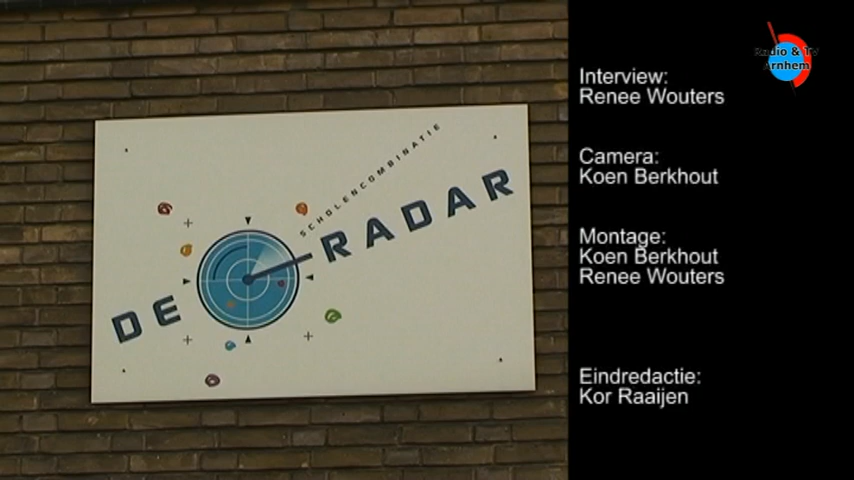 SCHOLENCOMBINATIE
DE RADAR
Radio & TV
Arnhem
Interview:
Renee Wouters
Camera:
Koen Berkhout
Montage:
Koen Berkhout
Renee Wouters
Eindredactie:
Kor Raaijen